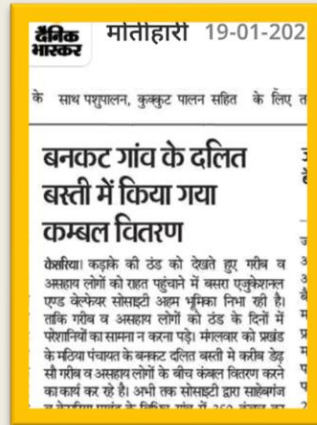 दैनिक
भास्कर
मोतीहारी 19-01-202
के साथ पशुपालन, कुक्कुट पालन सहित के लिए त
बनकट गांव के दलित
बस्ती में किया गया
कम्बल वितरण
केसरिया। कड़ाके की ठंड को देखते हुए गरीब व
असहाय लोगों को राहत पहुंचाने में बसरा एजुकेशनल
एण्ड वेल्फेयर सोसाइटी अहम भूमिका निभा रही है।
ताकि गरीब व असहाय लोगों को ठंड के दिनों में
परेशानियों का सामना न करना पड़े। मंगलवार को प्रखंड
के मठिया पंचायत के बनकट दलित बस्ती मे करीब डेढ़
सौ गरीब व असहाय लोगों के बीच कंबल वितरण करने
का कार्य कर रहे है। अभी तक सोसाइटी द्वारा साहेबगंज